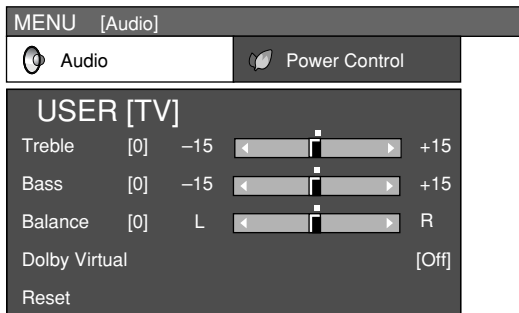 MENU [Audio]
Audio Power Control
USER [TV]
Treble [0] –15 +15
Bass [0] –15 +15
Balance [0] L R
Dolby Virtual [Off]
Reset